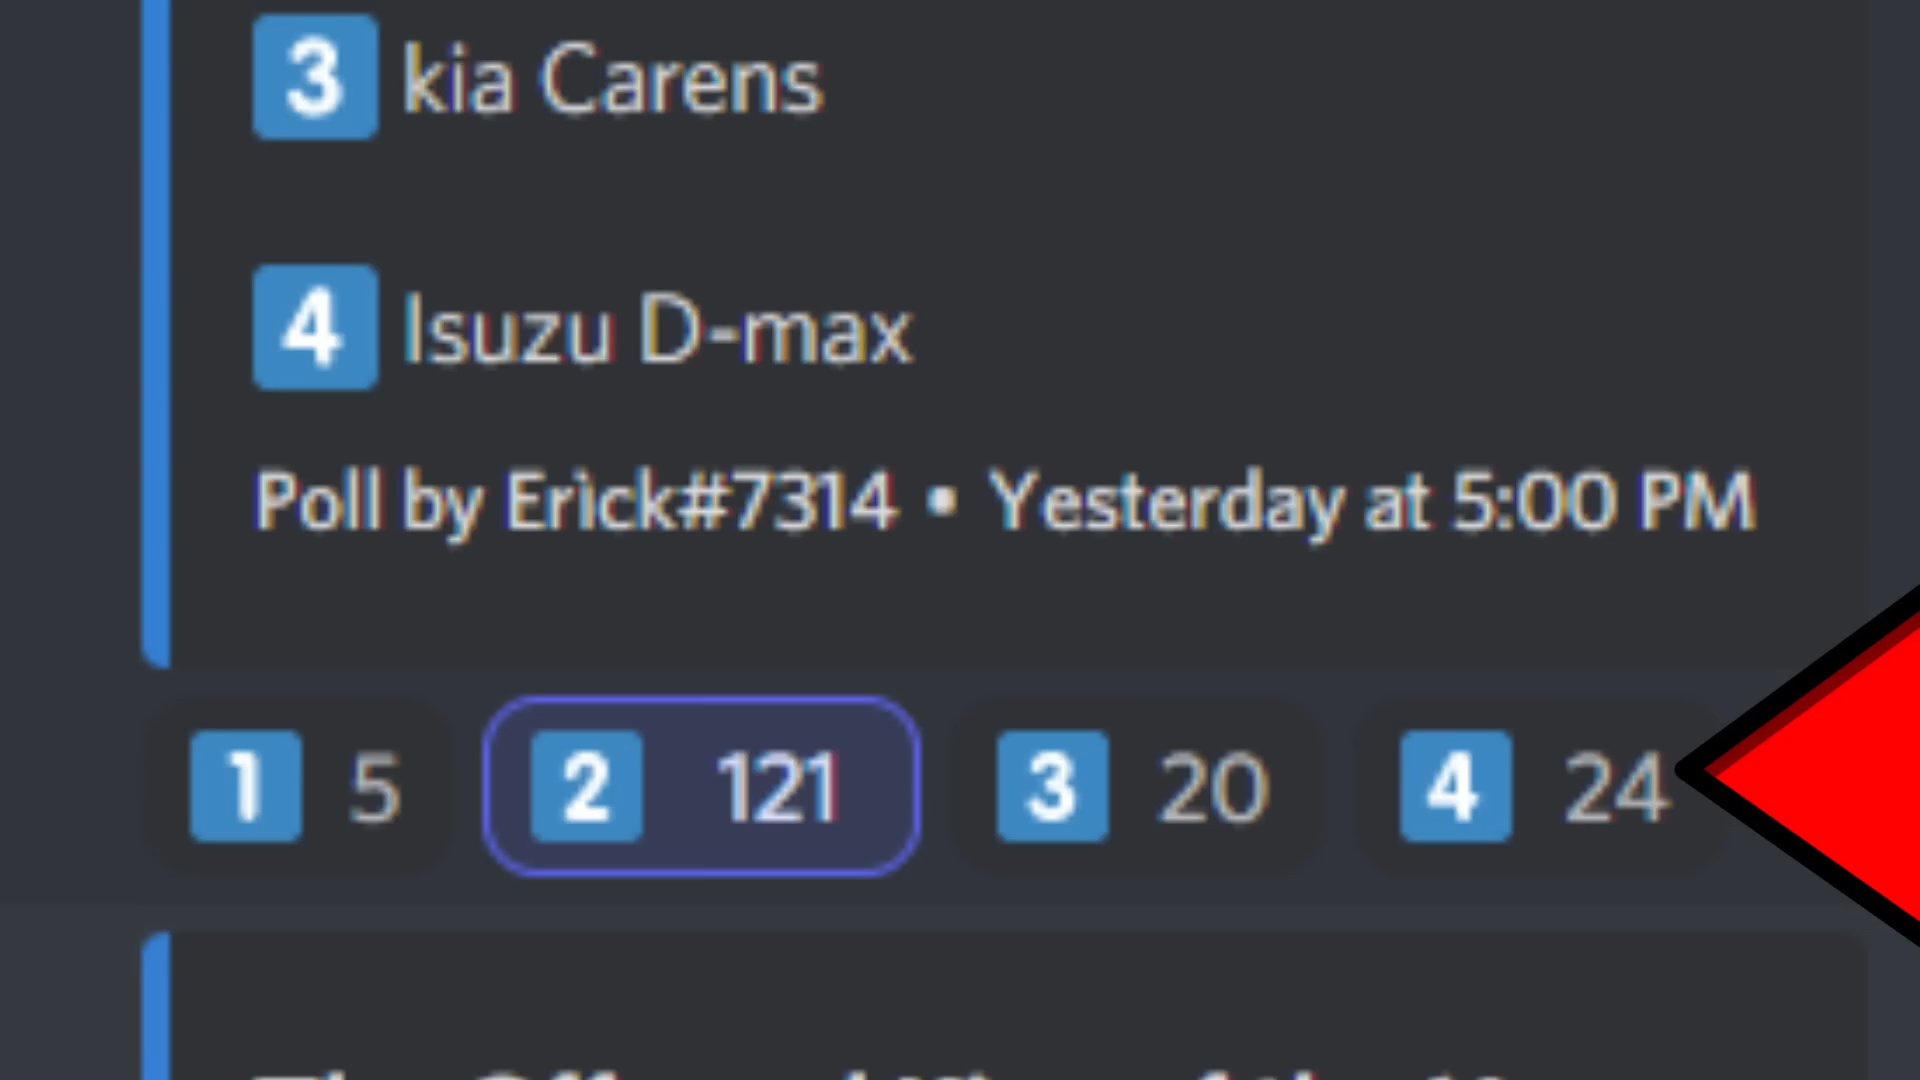 3 kia Carens
4 Isuzu D-max
Poll by Erìck#7314 • Yesterday at 5:00 PM
1 5 2 121 3 20 4 24